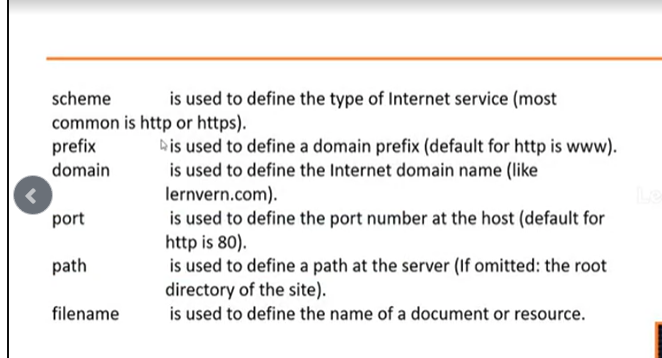 scheme is used to define the type of Internet service (most
common is http or https).
prefix is used to define a domain prefix (default for http is www).
domain is used to define the Internet domain name (like
lernvern.com).
port is used to define the port number at the host (default for
http is 80).
path is used to define a path at the server (If omitted: the root
directory of the site).
filename is used to define the name of a document or resource.